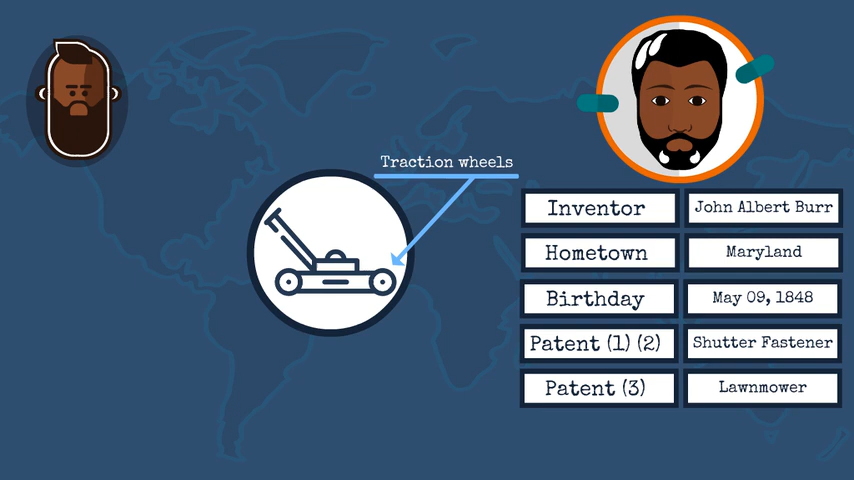 Traction wheels
Inventor
John Albert Burr
Hometown
Maryland
Birthday
May 09, 1848
Patent (1) (2)
Shutter Fastener
Patent (3)
Lawnmower